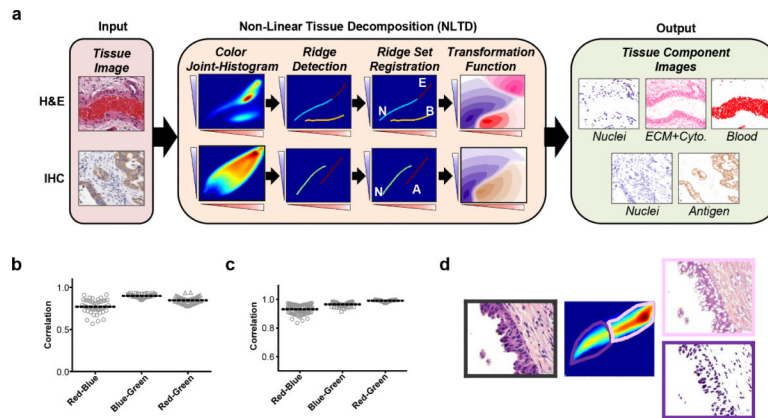 a
Input
Non-Linear Tissue Decomposition (NLTD)
Output
Tissue
Image
Color
Joint-Histogram
Ridge
Detection
Ridge Set
Registration
Transformation
Function
Tissue Component
Images
H&E
E
N
B
Nuclei
ECM+Cyto.
Blood
IHC
N
A
Nuclei
Antigen
b
Correlation
1.0
0.5
0.0
Red-Blue
Blue-Green
Red-Green
c
Correlation
1.0
0.8
0.6
Red-Blue
Blue-Green
Red-Green
d